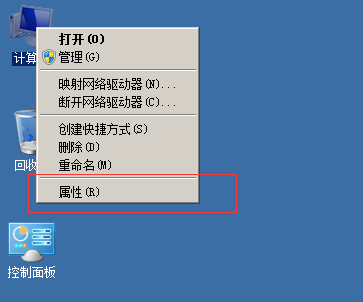 打开(O)
管理(G)
计算
映射网络驱动器(N)...
断开网络驱动器(C)...
创建快捷方式(S)
删除(D)
回收
重命名(M)
属性(R)
控制面板